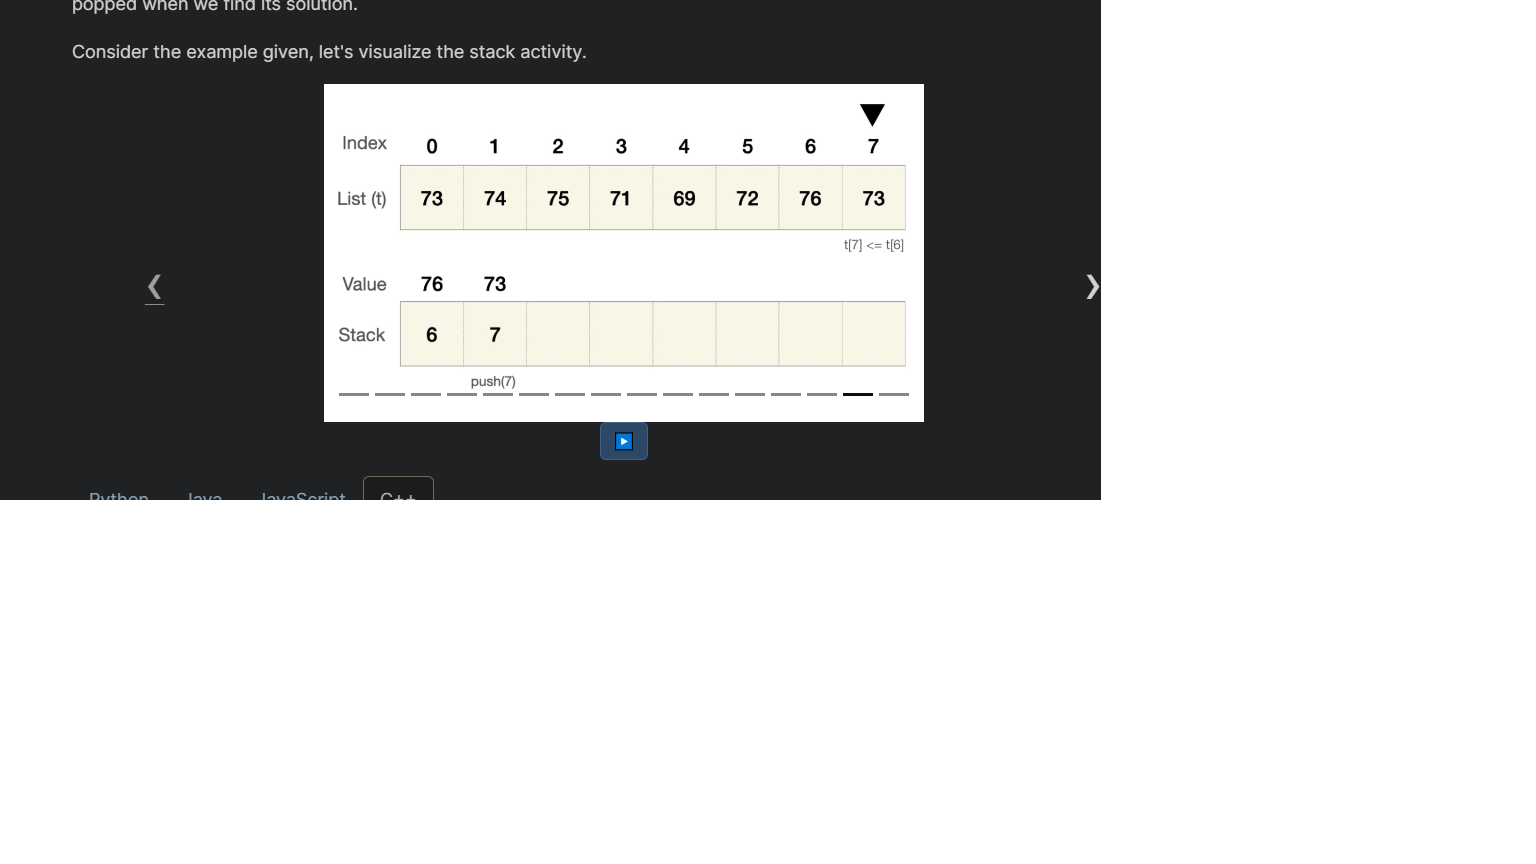 popped when we find its solution.
Consider the example given, let's visualize the stack activity.
Index 0 1 2 3 4 5 6 7
List (t) 73 74 75 71 69 72 76 73
t[7] <= t[6]
Value 76 73
Stack 6 7
push(7)
Python Java JavaScript C++